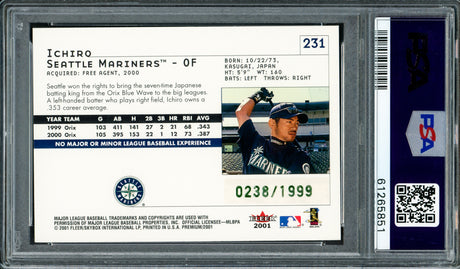 231
ICHIRO
SEATTLE MARINERS™ - OF
ACQUIRED: FREE AGENT, 2000
BORN: 10/22/73,
KASUGAI, JAPAN
HT: 5'9" WT: 160
BATS: LEFT THROWS: RIGHT
Seattle won the rights to bring the seven-time Japanese
batting king from the Orix Blue Wave to the big leagues.
A left-handed batter who plays right field, Ichiro owns a
.353 career average.
YEAR TEAM G AB H 2B 3B HR RBI AVG
1999 Orix 103 411 141 27 2 21 68 .343
2000 Orix 105 395 153 22 1 12 73 .387
NO MAJOR OR MINOR LEAGUE BASEBALL EXPERIENCE
MARINERS
0238/1999
MAJOR LEAGUE BASEBALL TRADEMARKS AND COPYRIGHTS ARE USED WITH
PERMISSION OF MAJOR LEAGUE BASEBALL PROPERTIES, INC. OFFICIAL LICENSEE—MLBPA
© 2001 FLEER/SKYBOX INTERNATIONAL LP, PRINTED IN U.S.A. PREMIUM/2001
FLEER
2001
PSA
61265851